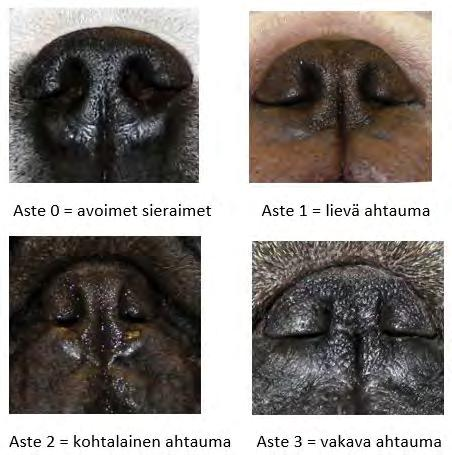 Aste 0 = avoimet sieraimet
Aste 1 = lievä ahtauma
Aste 2 = kohtalainen ahtauma
Aste 3 = vakava ahtauma